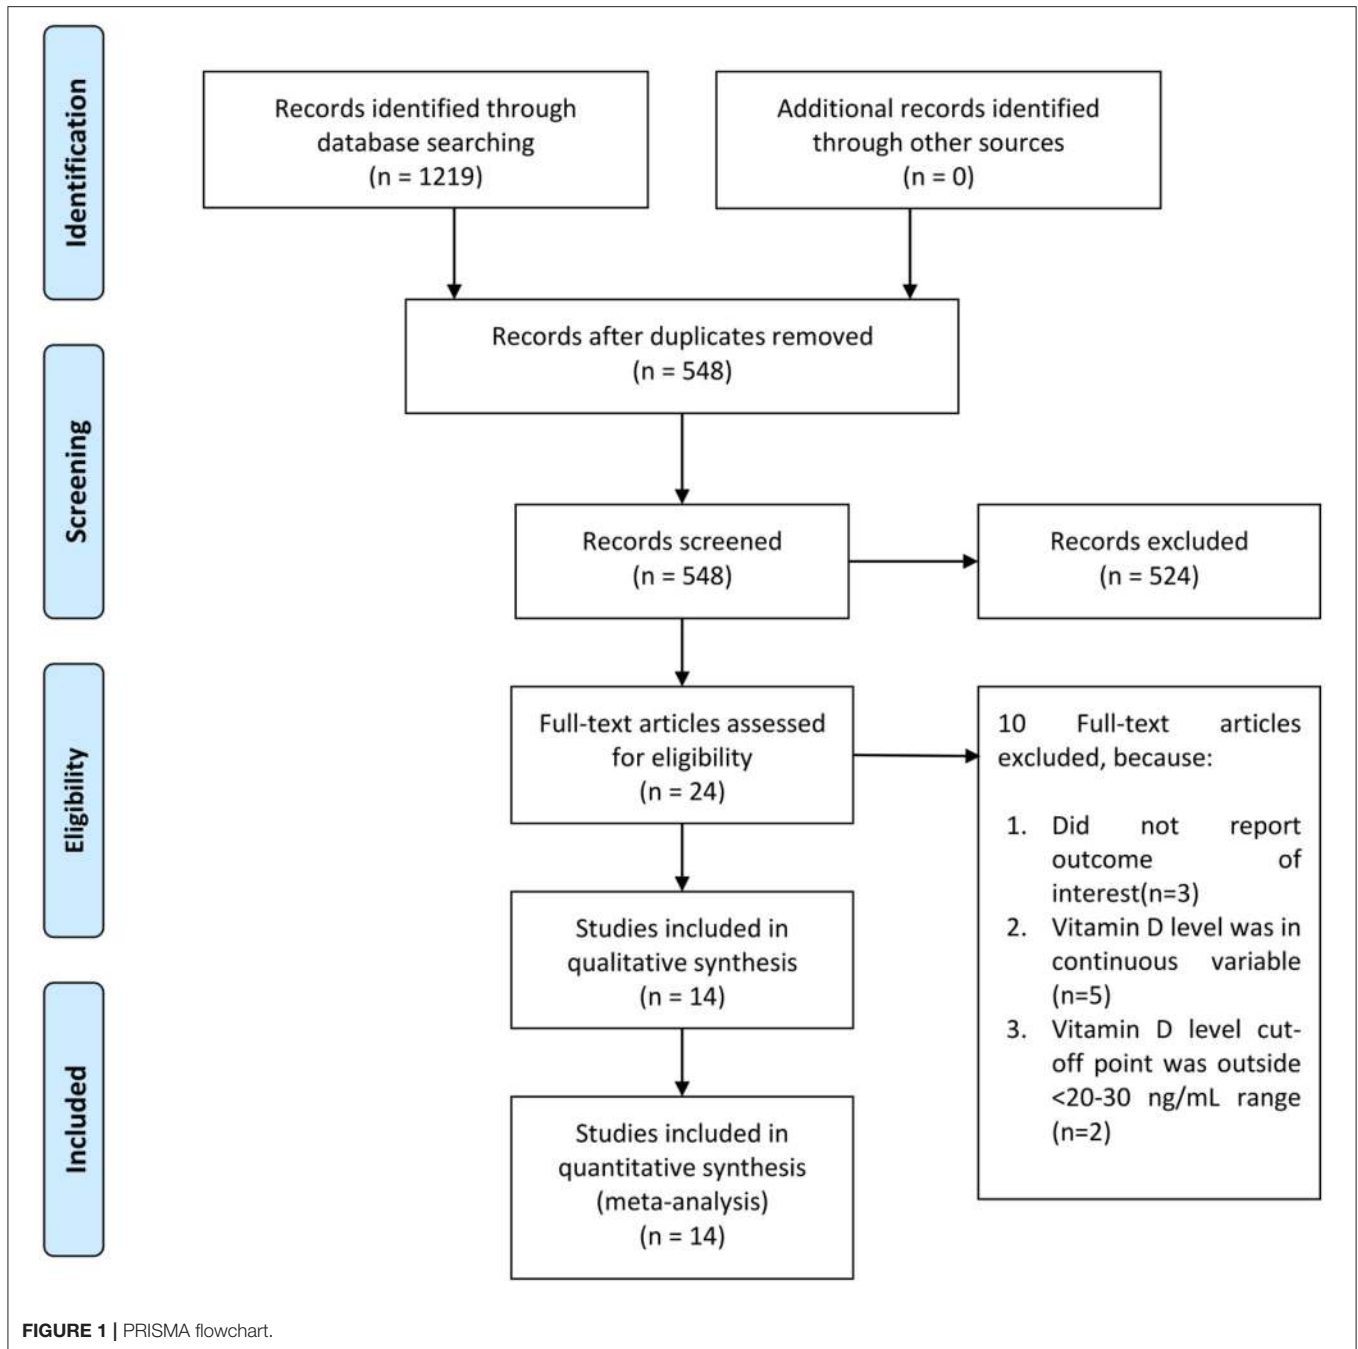 Identification
Records identified through
database searching
(n = 1219)
Additional records identified
through other sources
(n = 0)
Records after duplicates removed
(n = 548)
Screening
Records screened
(n = 548)
Records excluded
(n = 524)
Eligibility
Full-text articles assessed
for eligibility
(n = 24)
10 Full-text articles
excluded, because:
1. Did not report
outcome of
interest(n=3)
2. Vitamin D level was in
continuous variable
(n=5)
3. Vitamin D level cut-
off point was outside
<20-30 ng/mL range
(n=2)
Studies included in
qualitative synthesis
(n = 14)
Included
Studies included in
quantitative synthesis
(meta-analysis)
(n = 14)
FIGURE 1 | PRISMA flowchart.